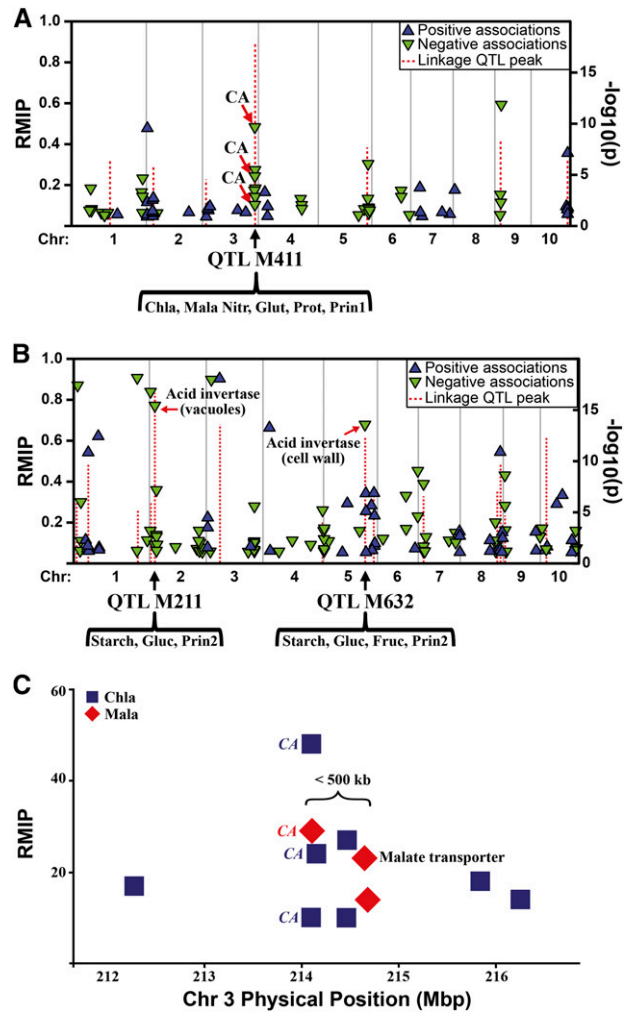 A
Positive associations
Negative associations
Linkage QTL peak
RMIP
-log10(p)
1.0
0.8
0.6
0.4
0.2
15
10
5
0
CA
CA
CA
Chr: 1 2 3 4 5 6 7 8 9 10
QTL M411
Chla, Mala Nitr, Glut, Prot, Prin1
B
Positive associations
Negative associations
Linkage QTL peak
RMIP
-log10(p)
1.0
0.8
0.6
0.4
0.2
15
10
5
0
Acid invertase
(vacuoles)
Acid invertase
(cell wall)
Chr: 1 2 3 4 5 6 7 8 9 10
QTL M211
QTL M632
Starch, Gluc, Prin2
Starch, Gluc, Fruc, Prin2
C
Chla
Mala
RMIP
60
40
20
CA
< 500 kb
CA
CA
Malate transporter
CA
212 213 214 215 216
Chr 3 Physical Position (Mbp)